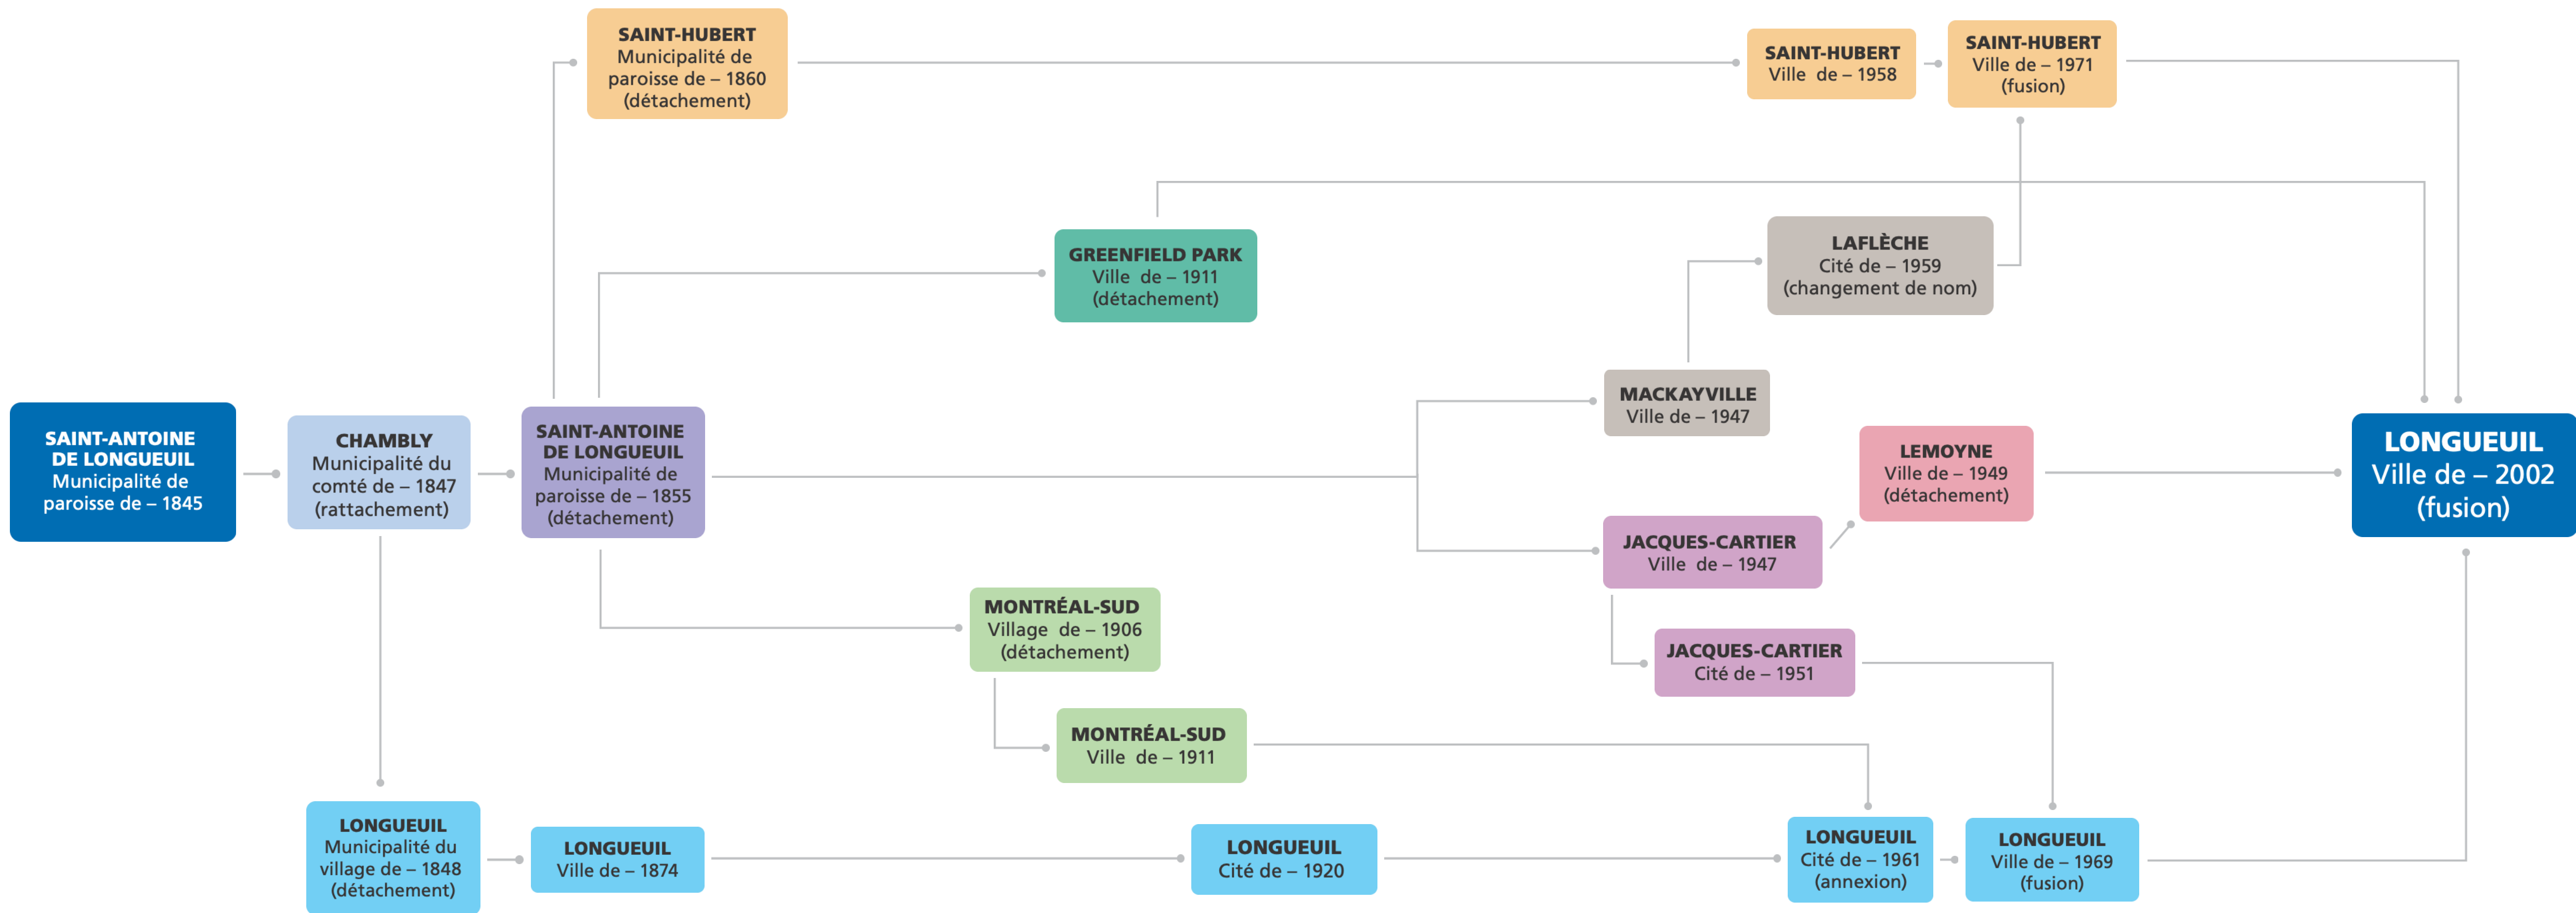 SAINT-HUBERT
Municipalité de
paroisse de – 1860
(détachement)
SAINT-HUBERT
Ville de – 1958
SAINT-HUBERT
Ville de – 1971
(fusion)
GREENFIELD PARK
Ville de – 1911
(détachement)
LAFLÈCHE
Cité de – 1959
(changement de nom)
MACKAYVILLE
Ville de – 1947
SAINT-ANTOINE
DE LONGUEUIL
Municipalité de
paroisse de – 1845
CHAMBLY
Municipalité du
comté de – 1847
(rattachement)
SAINT-ANTOINE
DE LONGUEUIL
Municipalité de
paroisse de – 1855
(détachement)
LEMOYNE
Ville de – 1949
(détachement)
LONGUEUIL
Ville de – 2002
(fusion)
JACQUES-CARTIER
Ville de – 1947
MONTRÉAL-SUD
Village de – 1906
(détachement)
JACQUES-CARTIER
Cité de – 1951
MONTRÉAL-SUD
Ville de – 1911
LONGUEUIL
Municipalité du
village de – 1848
(détachement)
LONGUEUIL
Ville de – 1874
LONGUEUIL
Cité de – 1920
LONGUEUIL
Cité de – 1961
(annexion)
LONGUEUIL
Ville de – 1969
(fusion)